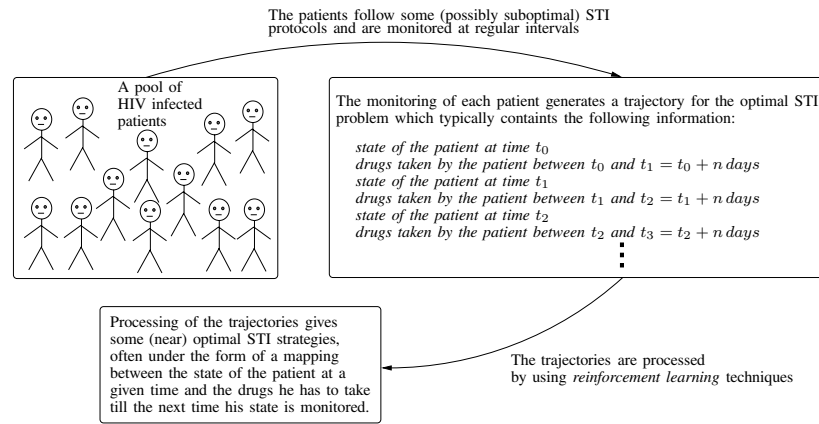 The patients follow some (possibly suboptimal) STI
protocols and are monitored at regular intervals
A pool of
HIV infected
patients
The monitoring of each patient generates a trajectory for the optimal STI
problem which typically containts the following information:
state of the patient at time t₀
drugs taken by the patient between t₀ and t₁ = t₀ + n days
state of the patient at time t₁
drugs taken by the patient between t₁ and t₂ = t₁ + n days
state of the patient at time t₂
drugs taken by the patient between t₂ and t₃ = t₂ + n days
Processing of the trajectories gives
some (near) optimal STI strategies,
often under the form of a mapping
between the state of the patient at a
given time and the drugs he has to take
till the next time his state is monitored.
The trajectories are processed
by using reinforcement learning techniques